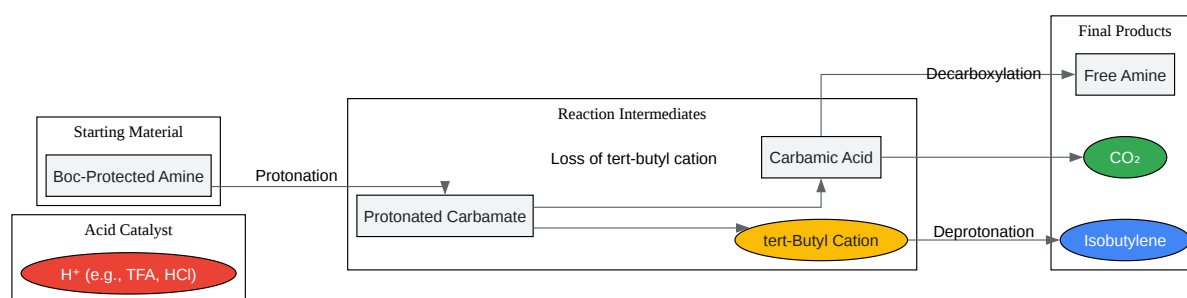 Starting Material
Boc-Protected Amine
Acid Catalyst
H⁺ (e.g., TFA, HCl)
Protonation
Reaction Intermediates
Loss of tert-butyl cation
Protonated Carbamate
Carbamic Acid
tert-Butyl Cation
Decarboxylation
Deprotonation
Final Products
Free Amine
CO₂
Isobutylene